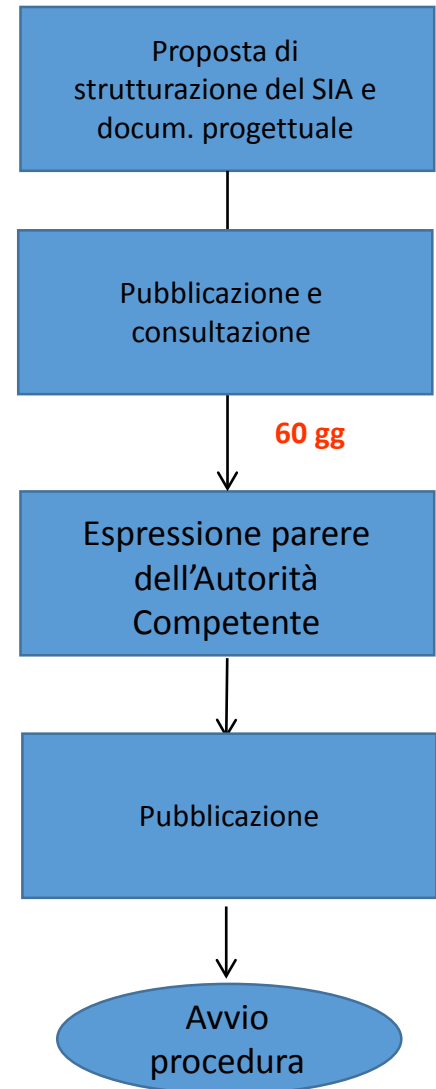 Proposta di
strutturazione del SIA e
docum. progettuale
Pubblicazione e
consultazione
60 gg
Espressione parere
dell’Autorità
Competente
Pubblicazione
Avvio
procedura